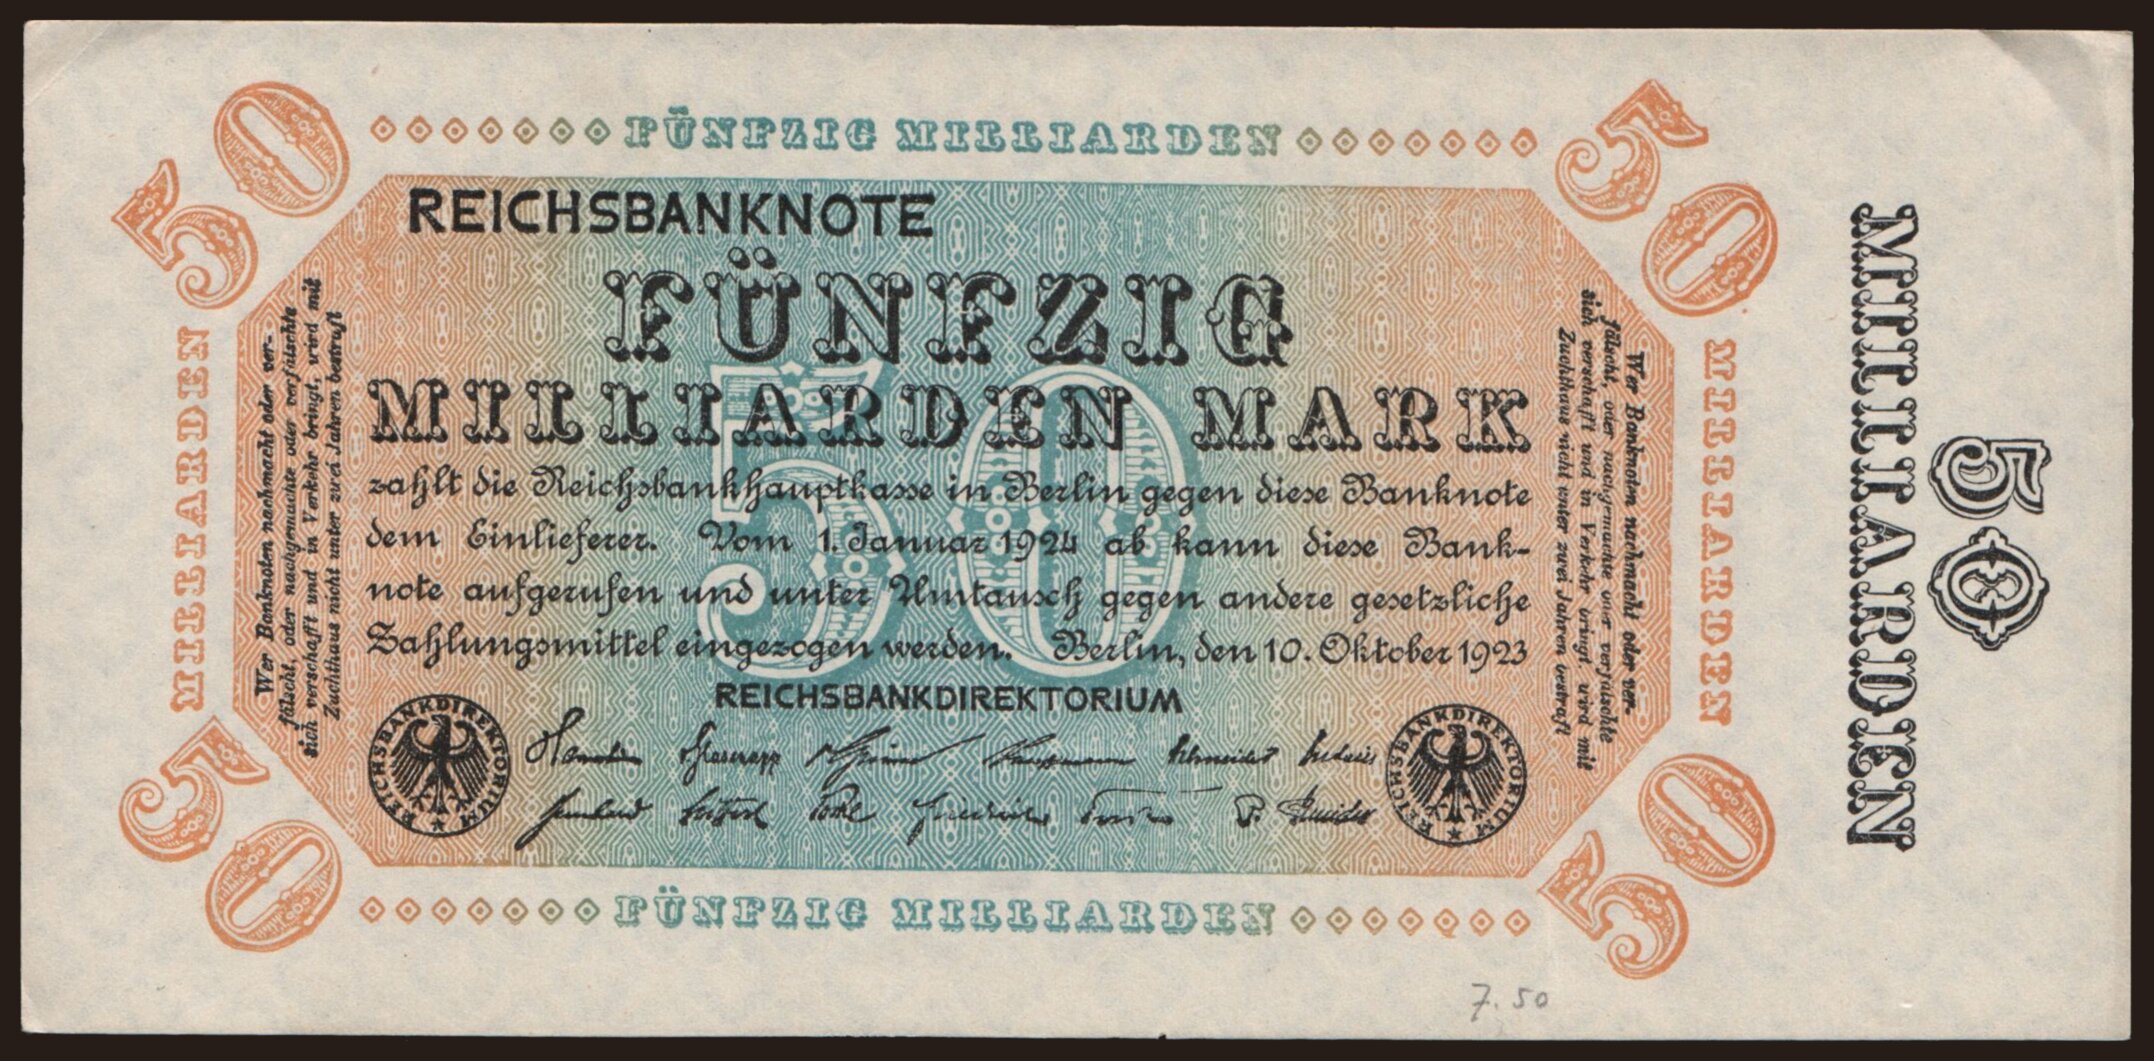 50
FÜNFZIG MILLIARDEN
50
REICHSBANKNOTE
FÜNFZIG
MILLIARDEN MARK
zahlt die Reichsbankhauptkasse in Berlin gegen diese Banknote
dem Einlieferer. Vom 1. Januar 1924 ab kann diese Bank-
note aufgerufen und unter Umtausch gegen andere gesetzliche
Zahlungsmittel eingezogen werden. Berlin, den 10. Oktober 1923
REICHSBANKDIREKTORIUM
REICHSBANKDIREKTORIUM
REICHSBANKDIREKTORIUM
MILLIARDEN
Wer Banknoten nachmacht oder ver-
fälscht, oder nachgemachte oder verfälschte
sich verschafft und in Verkehr bringt, wird mit
Zuchthaus nicht unter zwei Jahren bestraft
Wer Banknoten nachmacht oder ver-
fälscht, oder nachgemachte oder verfälschte
sich verschafft und in Verkehr bringt, wird mit
Zuchthaus nicht unter zwei Jahren bestraft
MILLIARDEN
50
FÜNFZIG MILLIARDEN
50
50
50
MILLIARDEN
7.50